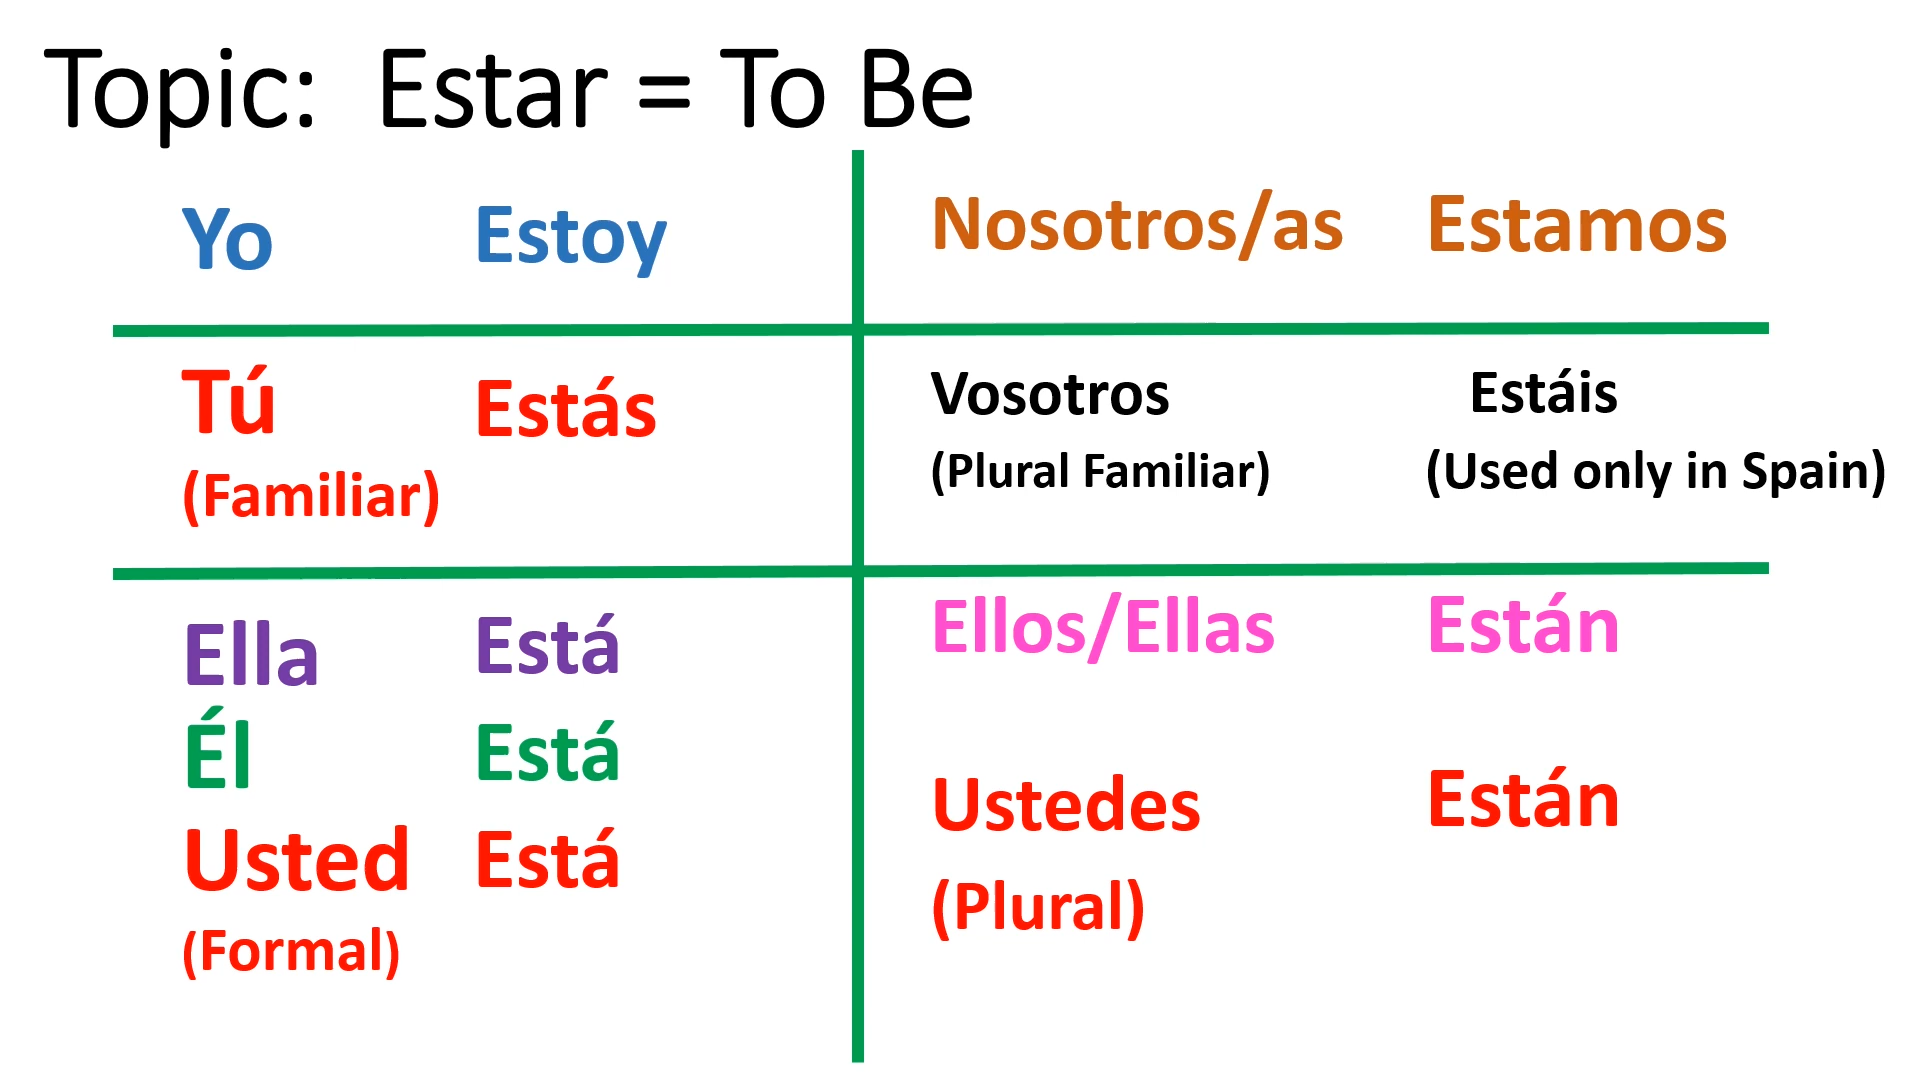 Topic: Estar = To Be
Yo Estoy
Nosotros/as Estamos
Tú Estás
(Familiar)
Vosotros Estáis
(Plural Familiar) (Used only in Spain)
Ella Está
Él Está
Usted Está
(Formal)
Ellos/Ellas Están
Ustedes Están
(Plural)